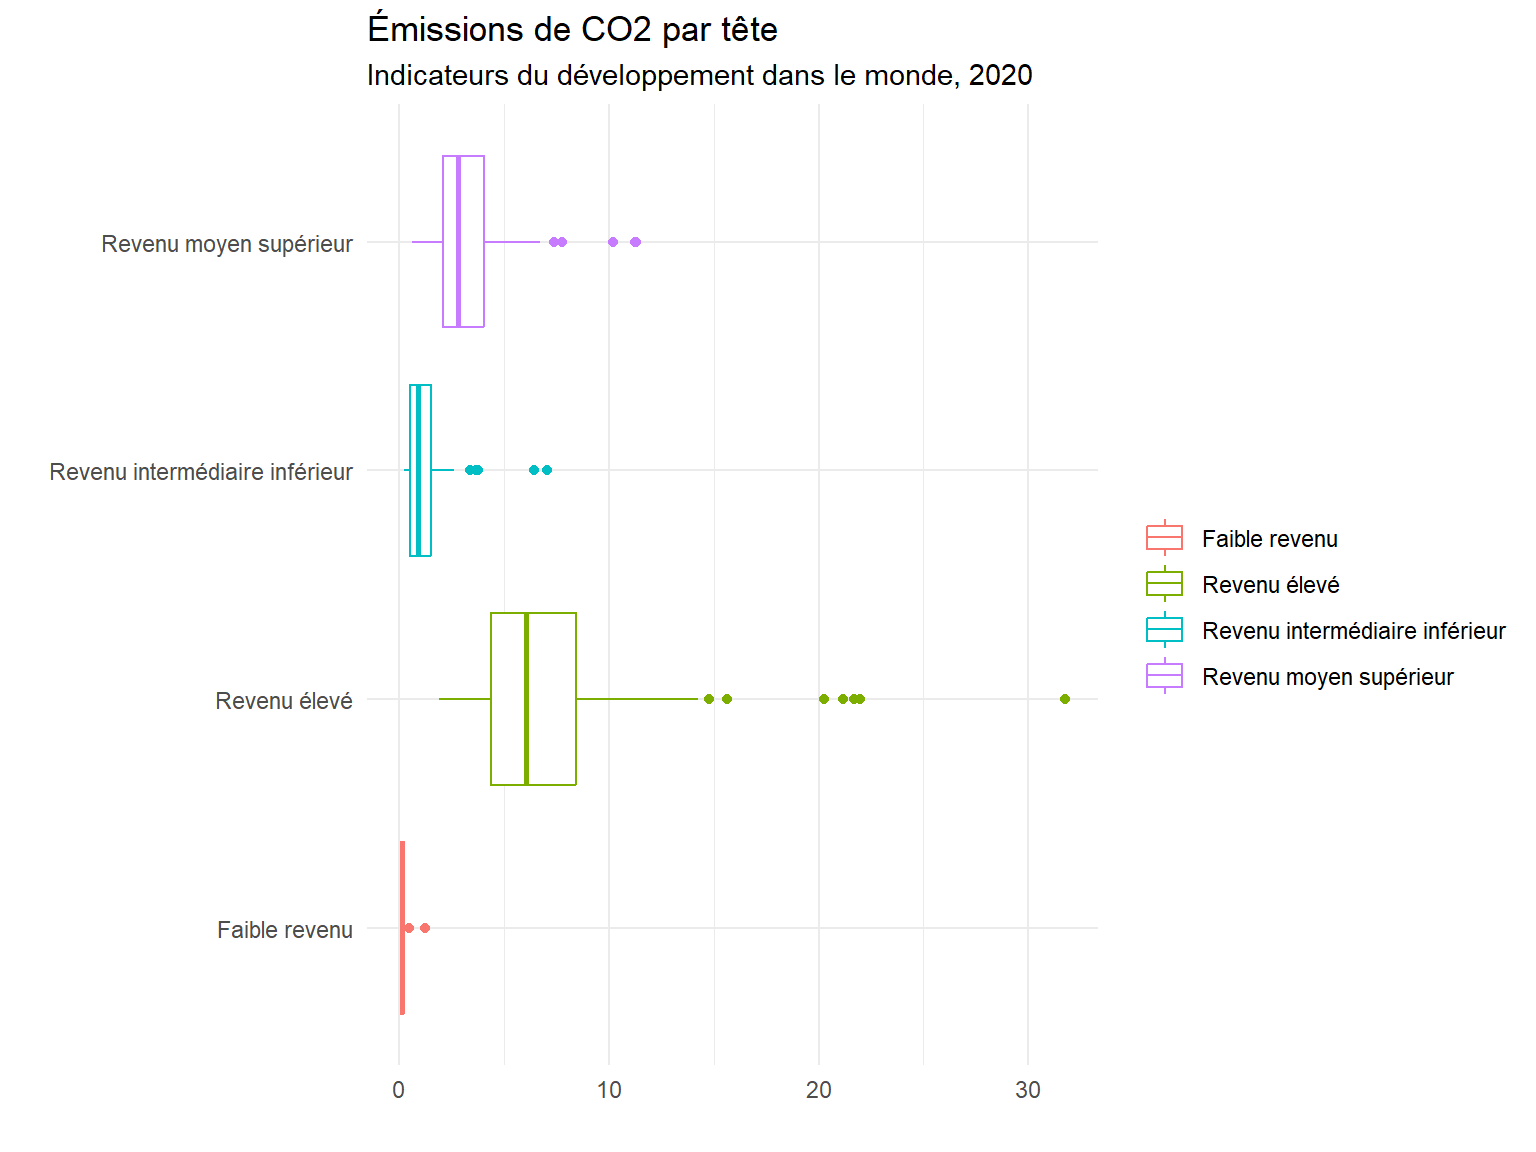 Émissions de CO2 par tête
Indicateurs du développement dans le monde, 2020
Revenu moyen supérieur
Revenu intermédiaire inférieur
Revenu élevé
Faible revenu
0 10 20 30
Faible revenu
Revenu élevé
Revenu intermédiaire inférieur
Revenu moyen supérieur